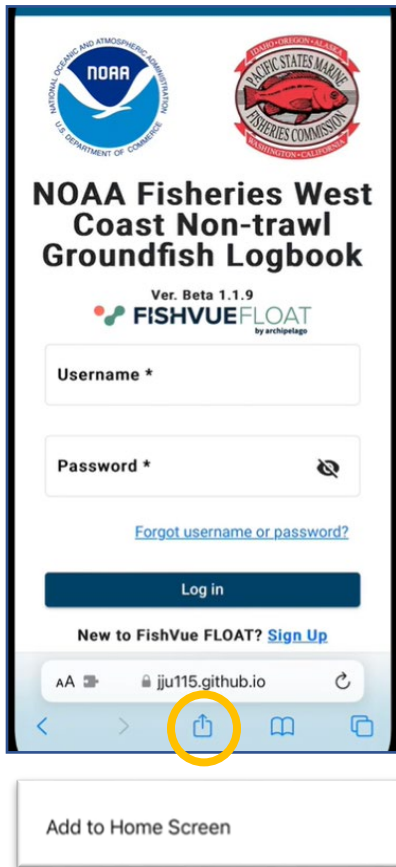 NATIONAL OCEANIC AND ATMOSPHERIC ADMINISTRATION
NOAA
U.S. DEPARTMENT OF COMMERCE
IDAHO•OREGON•ALASKA
PACIFIC STATES MARINE
FISHERIES COMMISSION
WASHINGTON•CALIFORNIA
NOAA Fisheries West
Coast Non-trawl
Groundfish Logbook
Ver. Beta 1.1.9
FISHVUEFLOAT
by archipelago
Username *
Password *
Forgot username or password?
Log in
New to FishVue FLOAT? Sign Up
AA jju115.github.io
Add to Home Screen